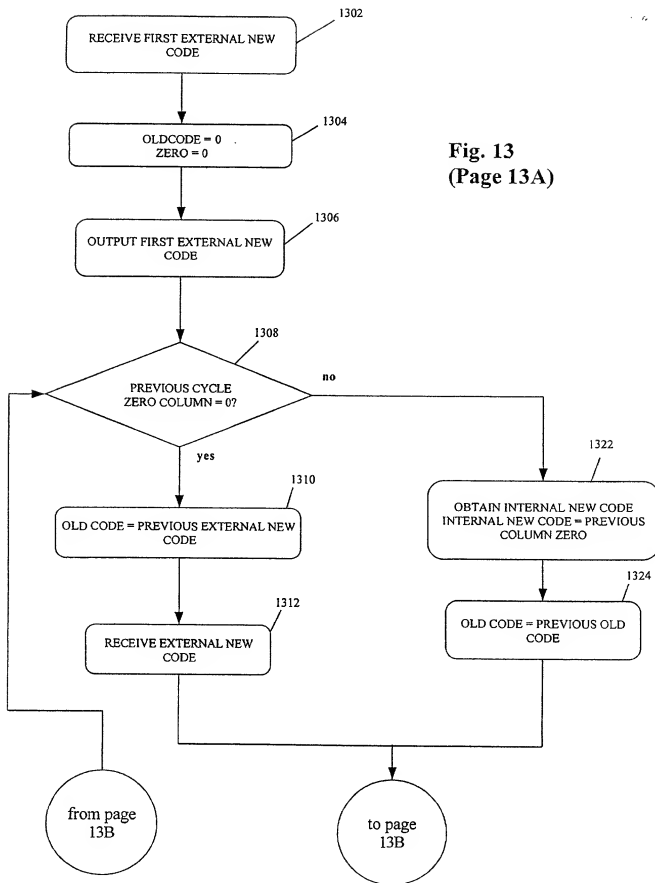 1302
RECEIVE FIRST EXTERNAL NEW
CODE
1304
OLDCODE = 0
ZERO = 0
Fig. 13
(Page 13A)
1306
OUTPUT FIRST EXTERNAL NEW
CODE
1308
PREVIOUS CYCLE
ZERO COLUMN = 0?
no
yes
1310
OLD CODE = PREVIOUS EXTERNAL NEW
CODE
1322
OBTAIN INTERNAL NEW CODE
INTERNAL NEW CODE = PREVIOUS
COLUMN ZERO
1312
RECEIVE EXTERNAL NEW
CODE
1324
OLD CODE = PREVIOUS OLD
CODE
from page
13B
to page
13B